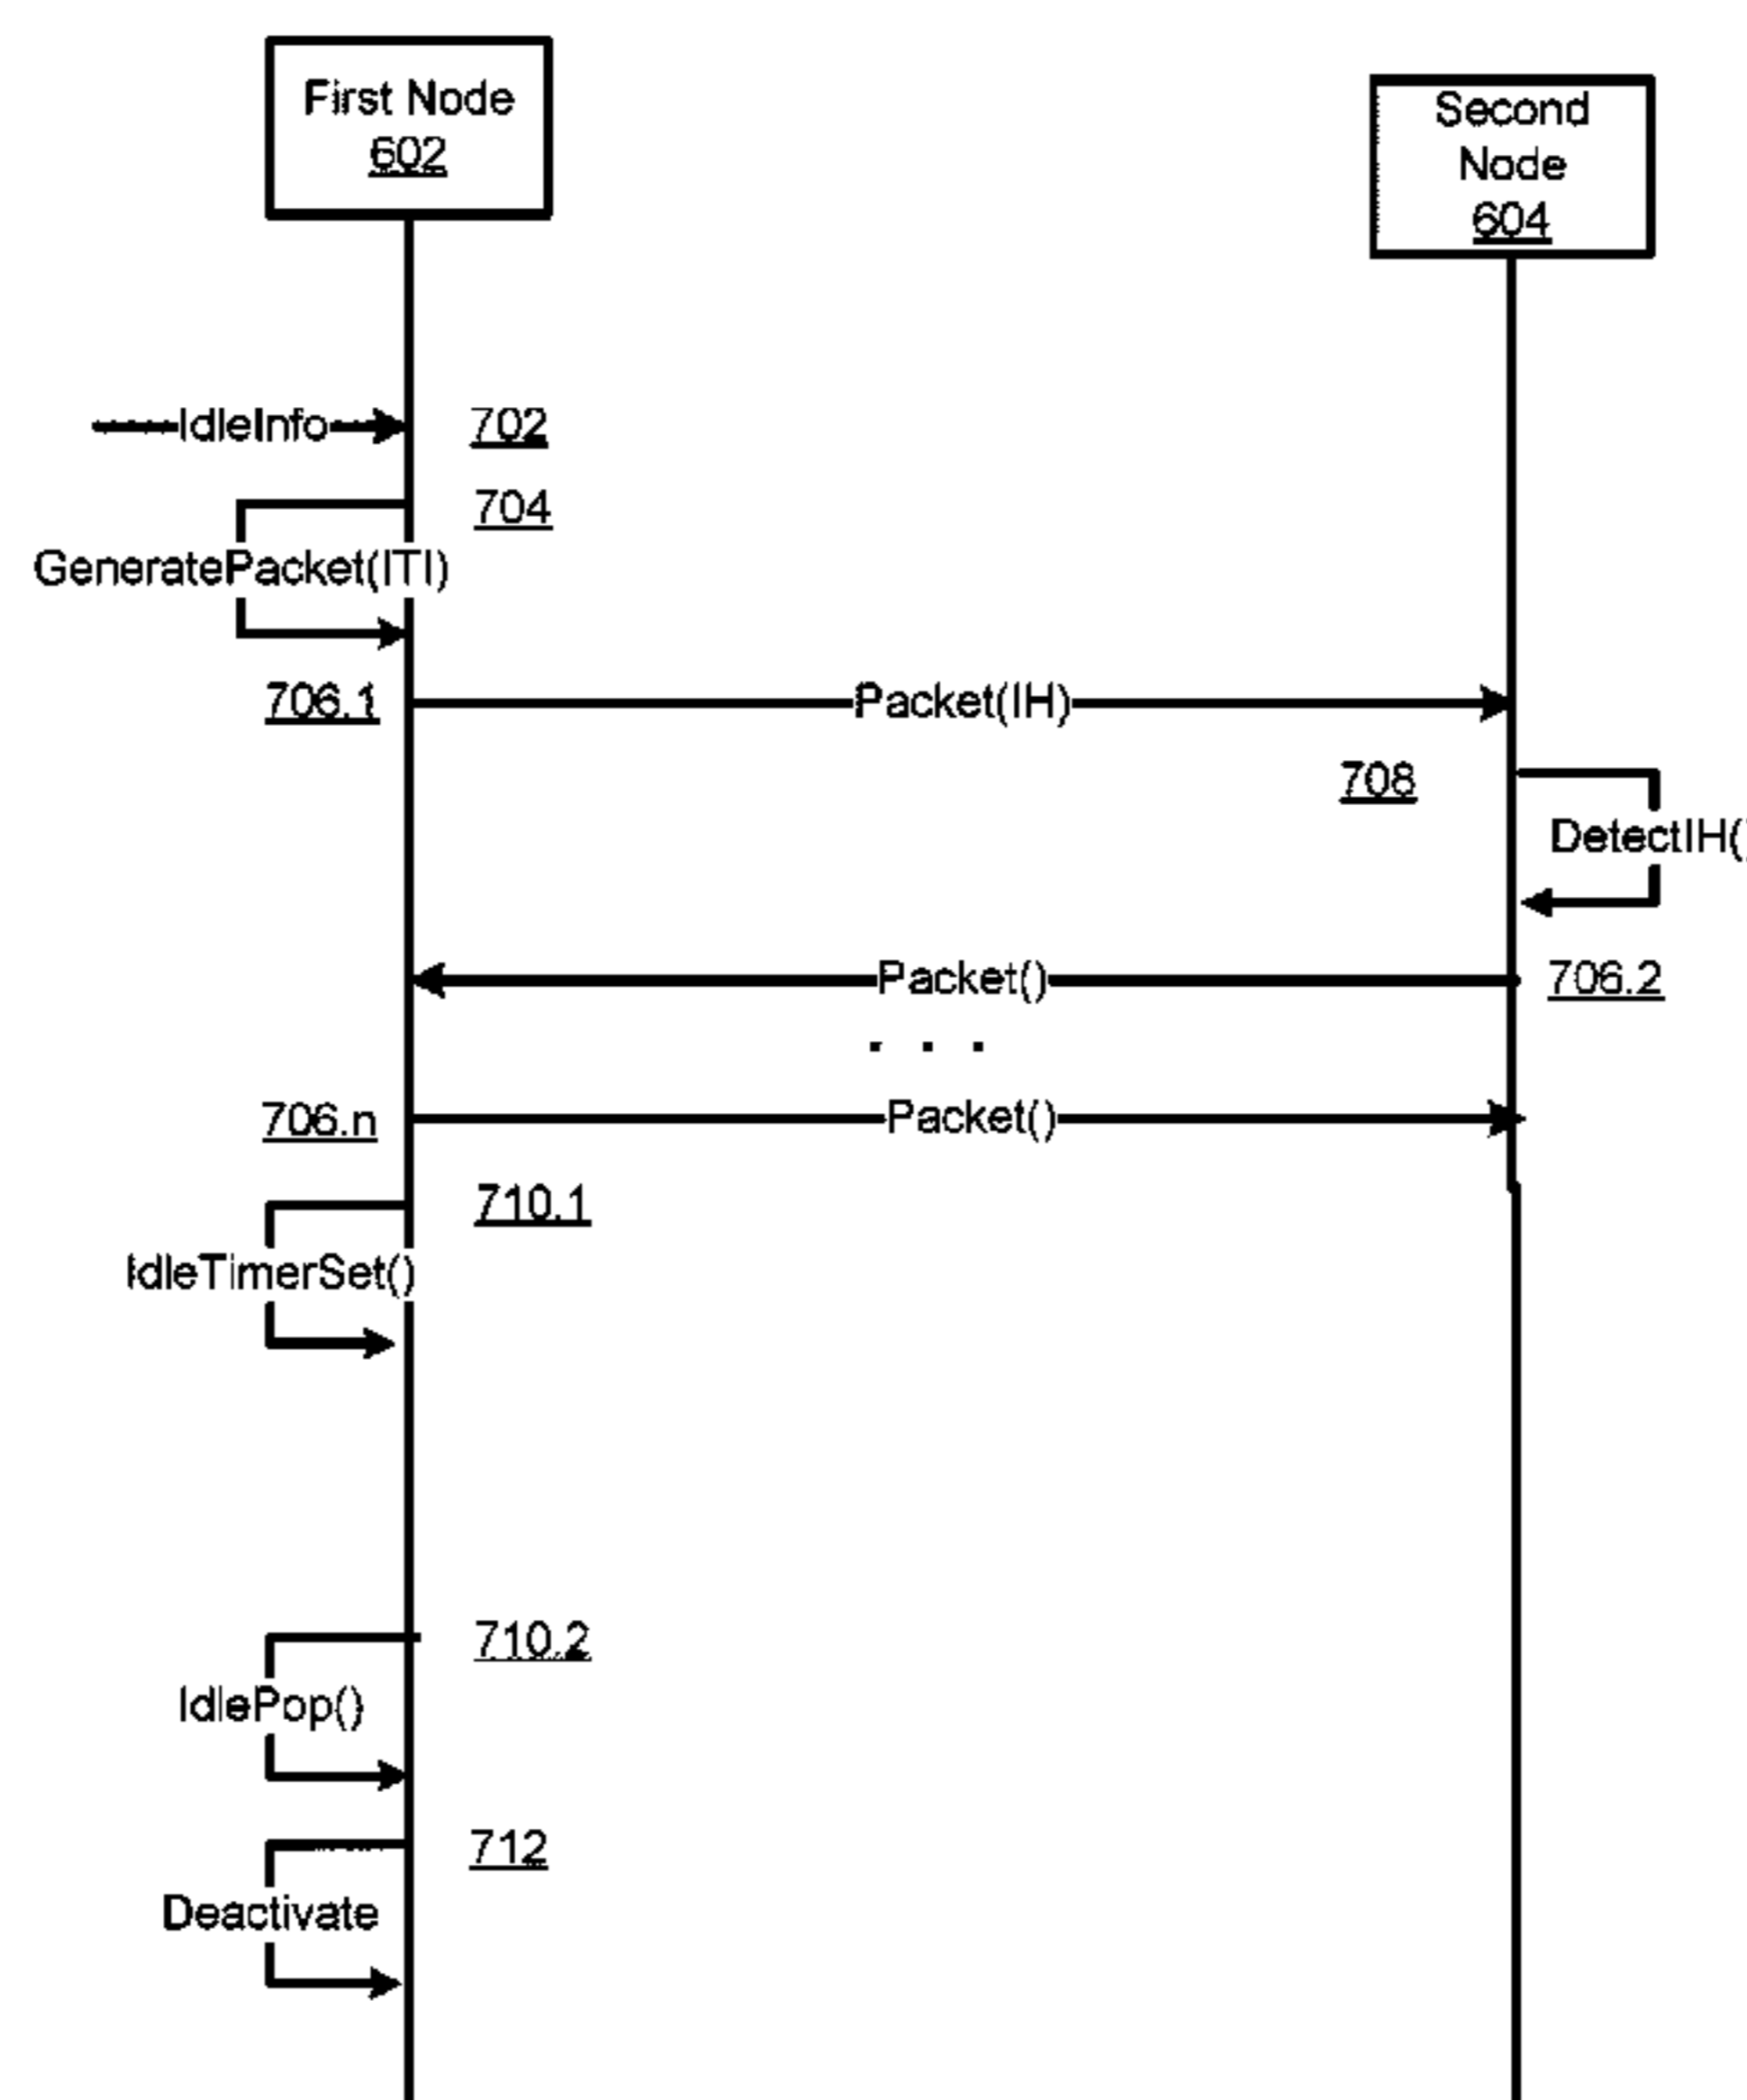 First Node
602
Second
Node
604
IdleInfo
702
704
GeneratePacket(ITI)
706.1
Packet(IH)
708
DetectIH()
Packet()
706.2
. . .
706.n
Packet()
710.1
IdleTimerSet()
710.2
IdlePop()
712
Deactivate